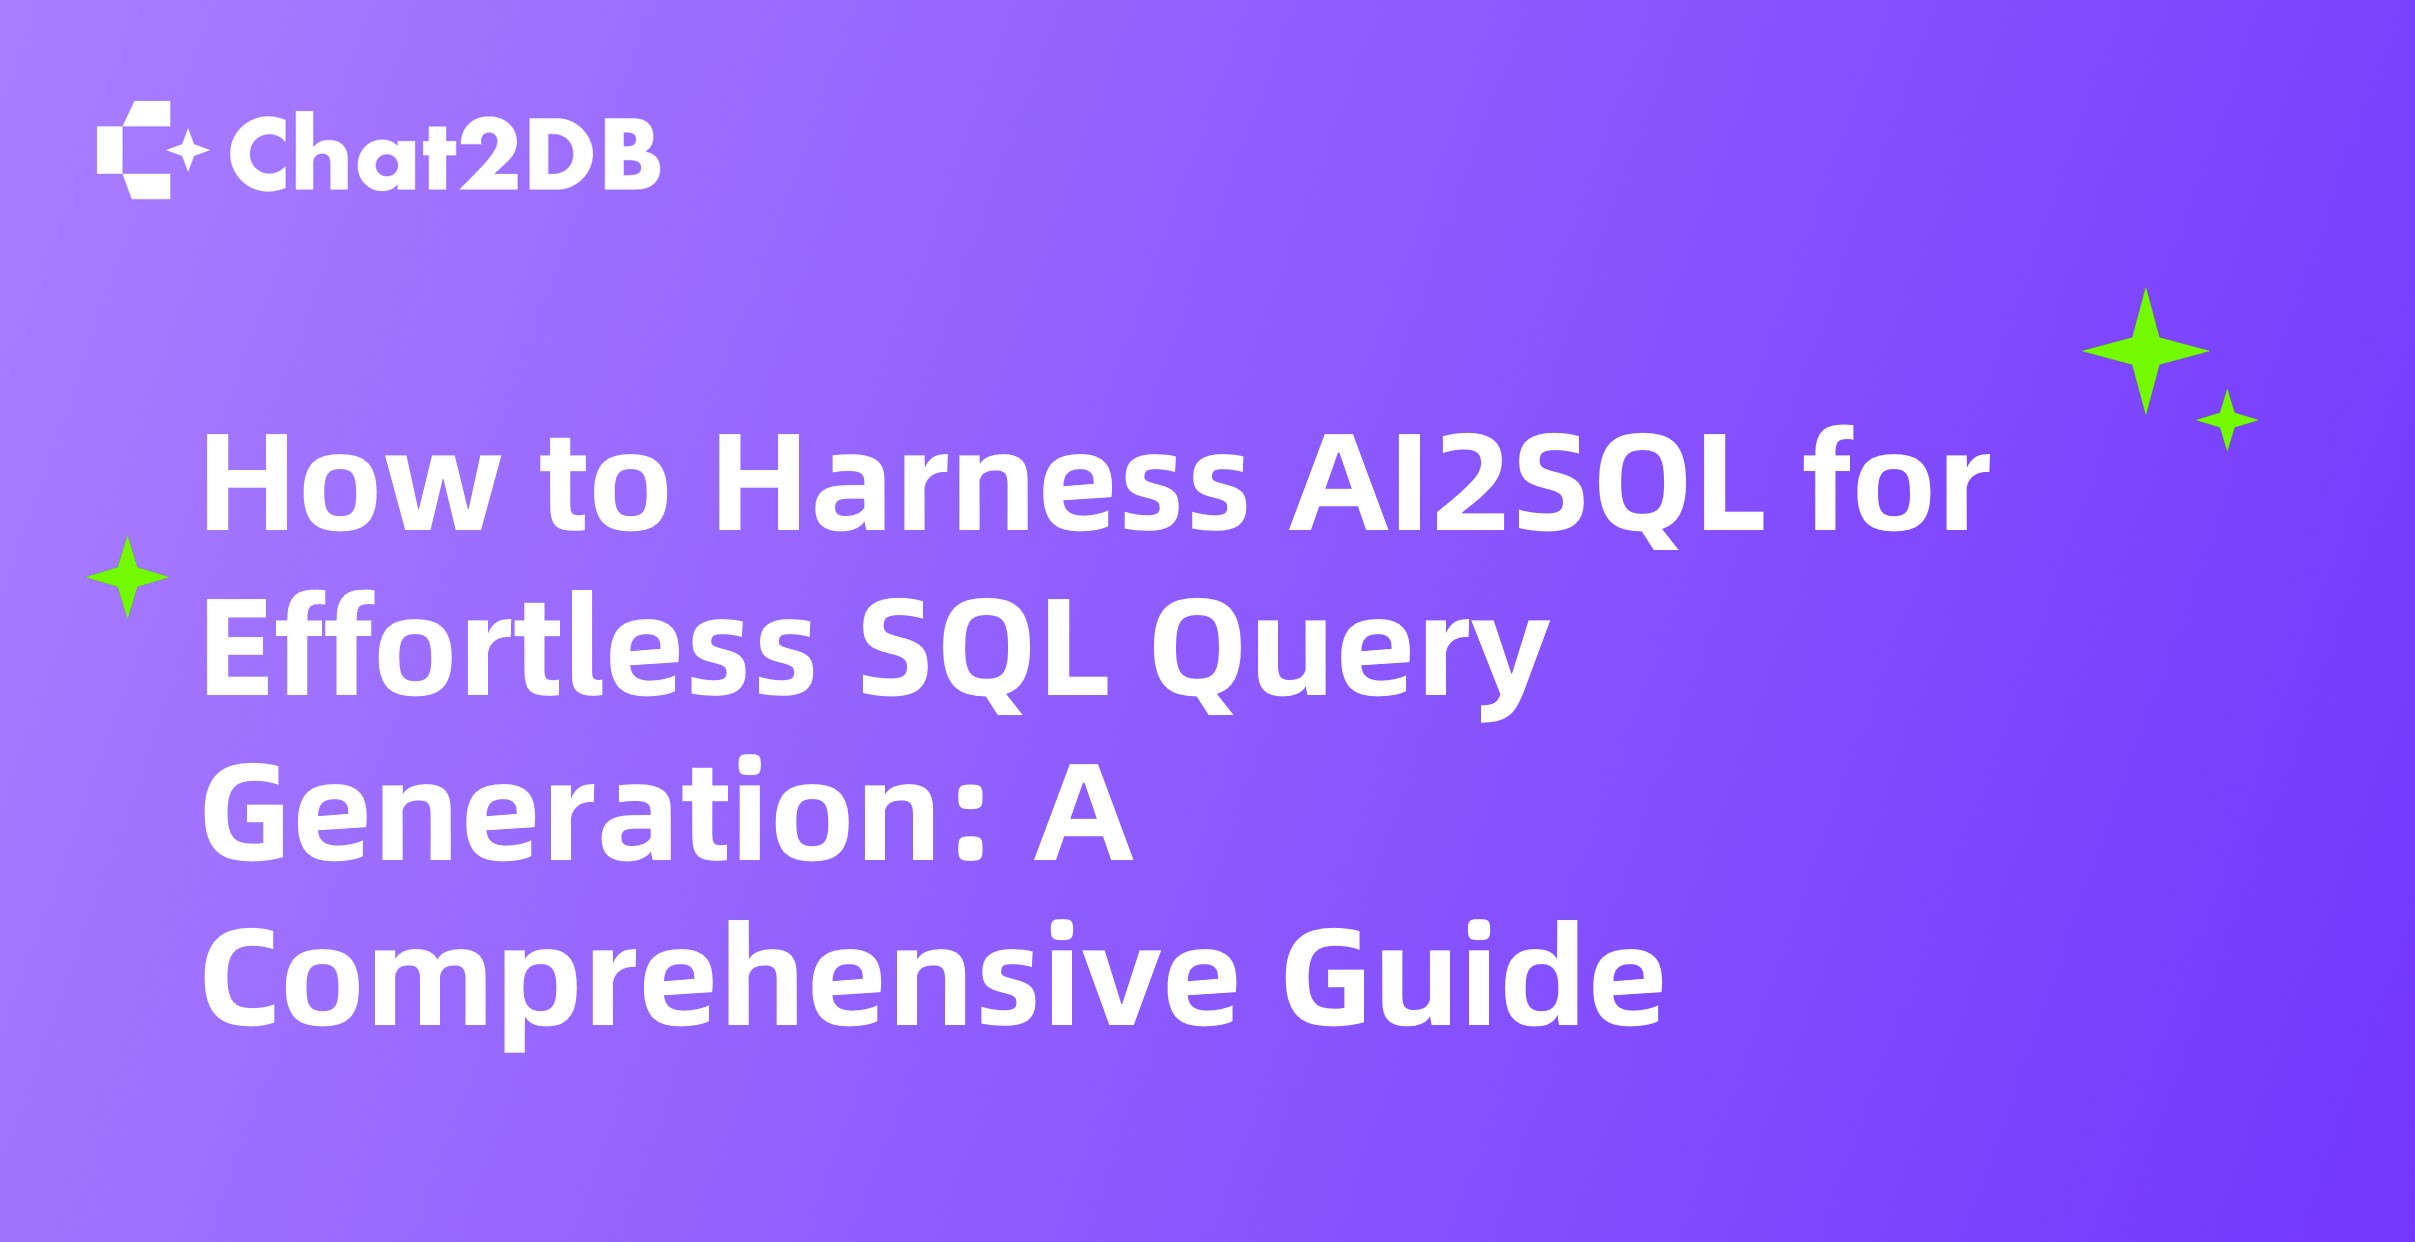 Chat2DB
How to Harness AI2SQL for
Effortless SQL Query
Generation: A
Comprehensive Guide